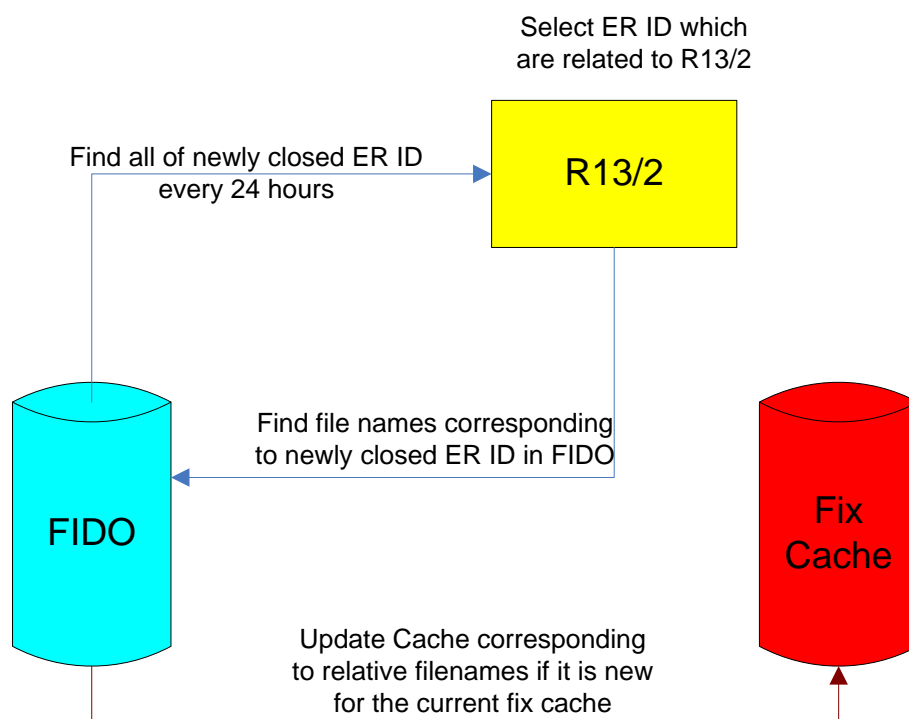 Select ER ID which
are related to R13/2
R13/2
Find all of newly closed ER ID
every 24 hours
Find file names corresponding
to newly closed ER ID in FIDO
FIDO
Fix
Cache
Update Cache corresponding
to relative filenames if it is new
for the current fix cache